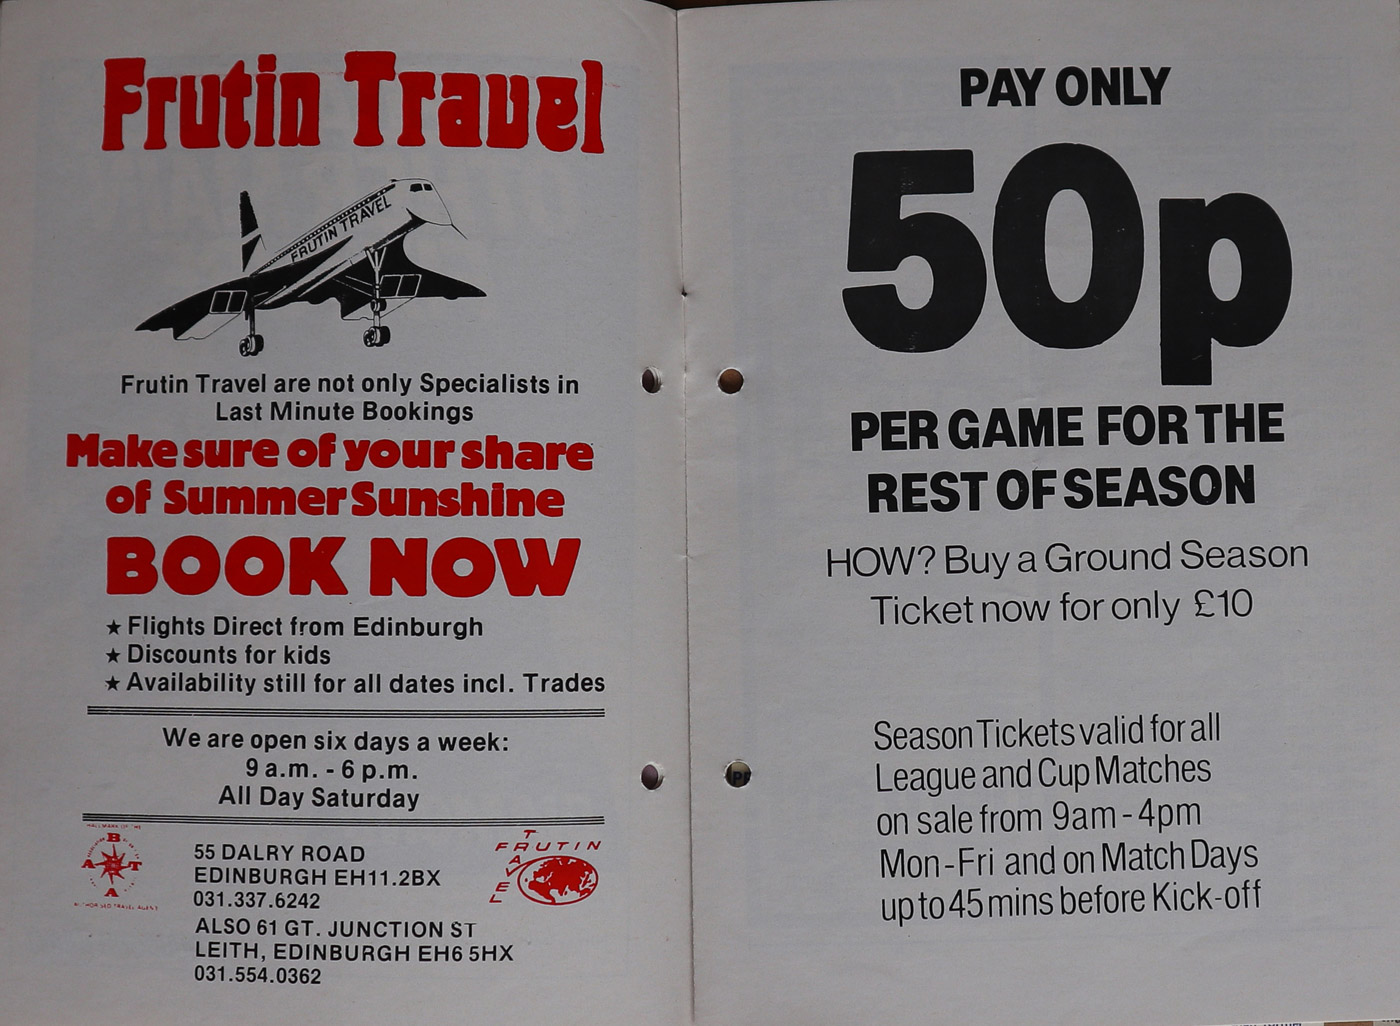 Frutin Travel
FRUTIN TRAVEL
Frutin Travel are not only Specialists in
Last Minute Bookings
Make sure of your share
of Summer Sunshine
BOOK NOW
★ Flights Direct from Edinburgh
★ Discounts for kids
★ Availability still for all dates incl. Trades
We are open six days a week:
9 a.m. - 6 p.m.
All Day Saturday
HALLMARK OF
ABTA
FRUTIN
TRAVEL
55 DALRY ROAD
EDINBURGH EH11.2BX
031.337.6242
ALSO 61 GT. JUNCTION ST
LEITH, EDINBURGH EH6 5HX
031.554.0362
PAY ONLY
50p
PER GAME FOR THE
REST OF SEASON
HOW? Buy a Ground Season
Ticket now for only £10
Season Tickets valid for all
League and Cup Matches
on sale from 9am - 4pm
Mon - Fri and on Match Days
up to 45 mins before Kick-off